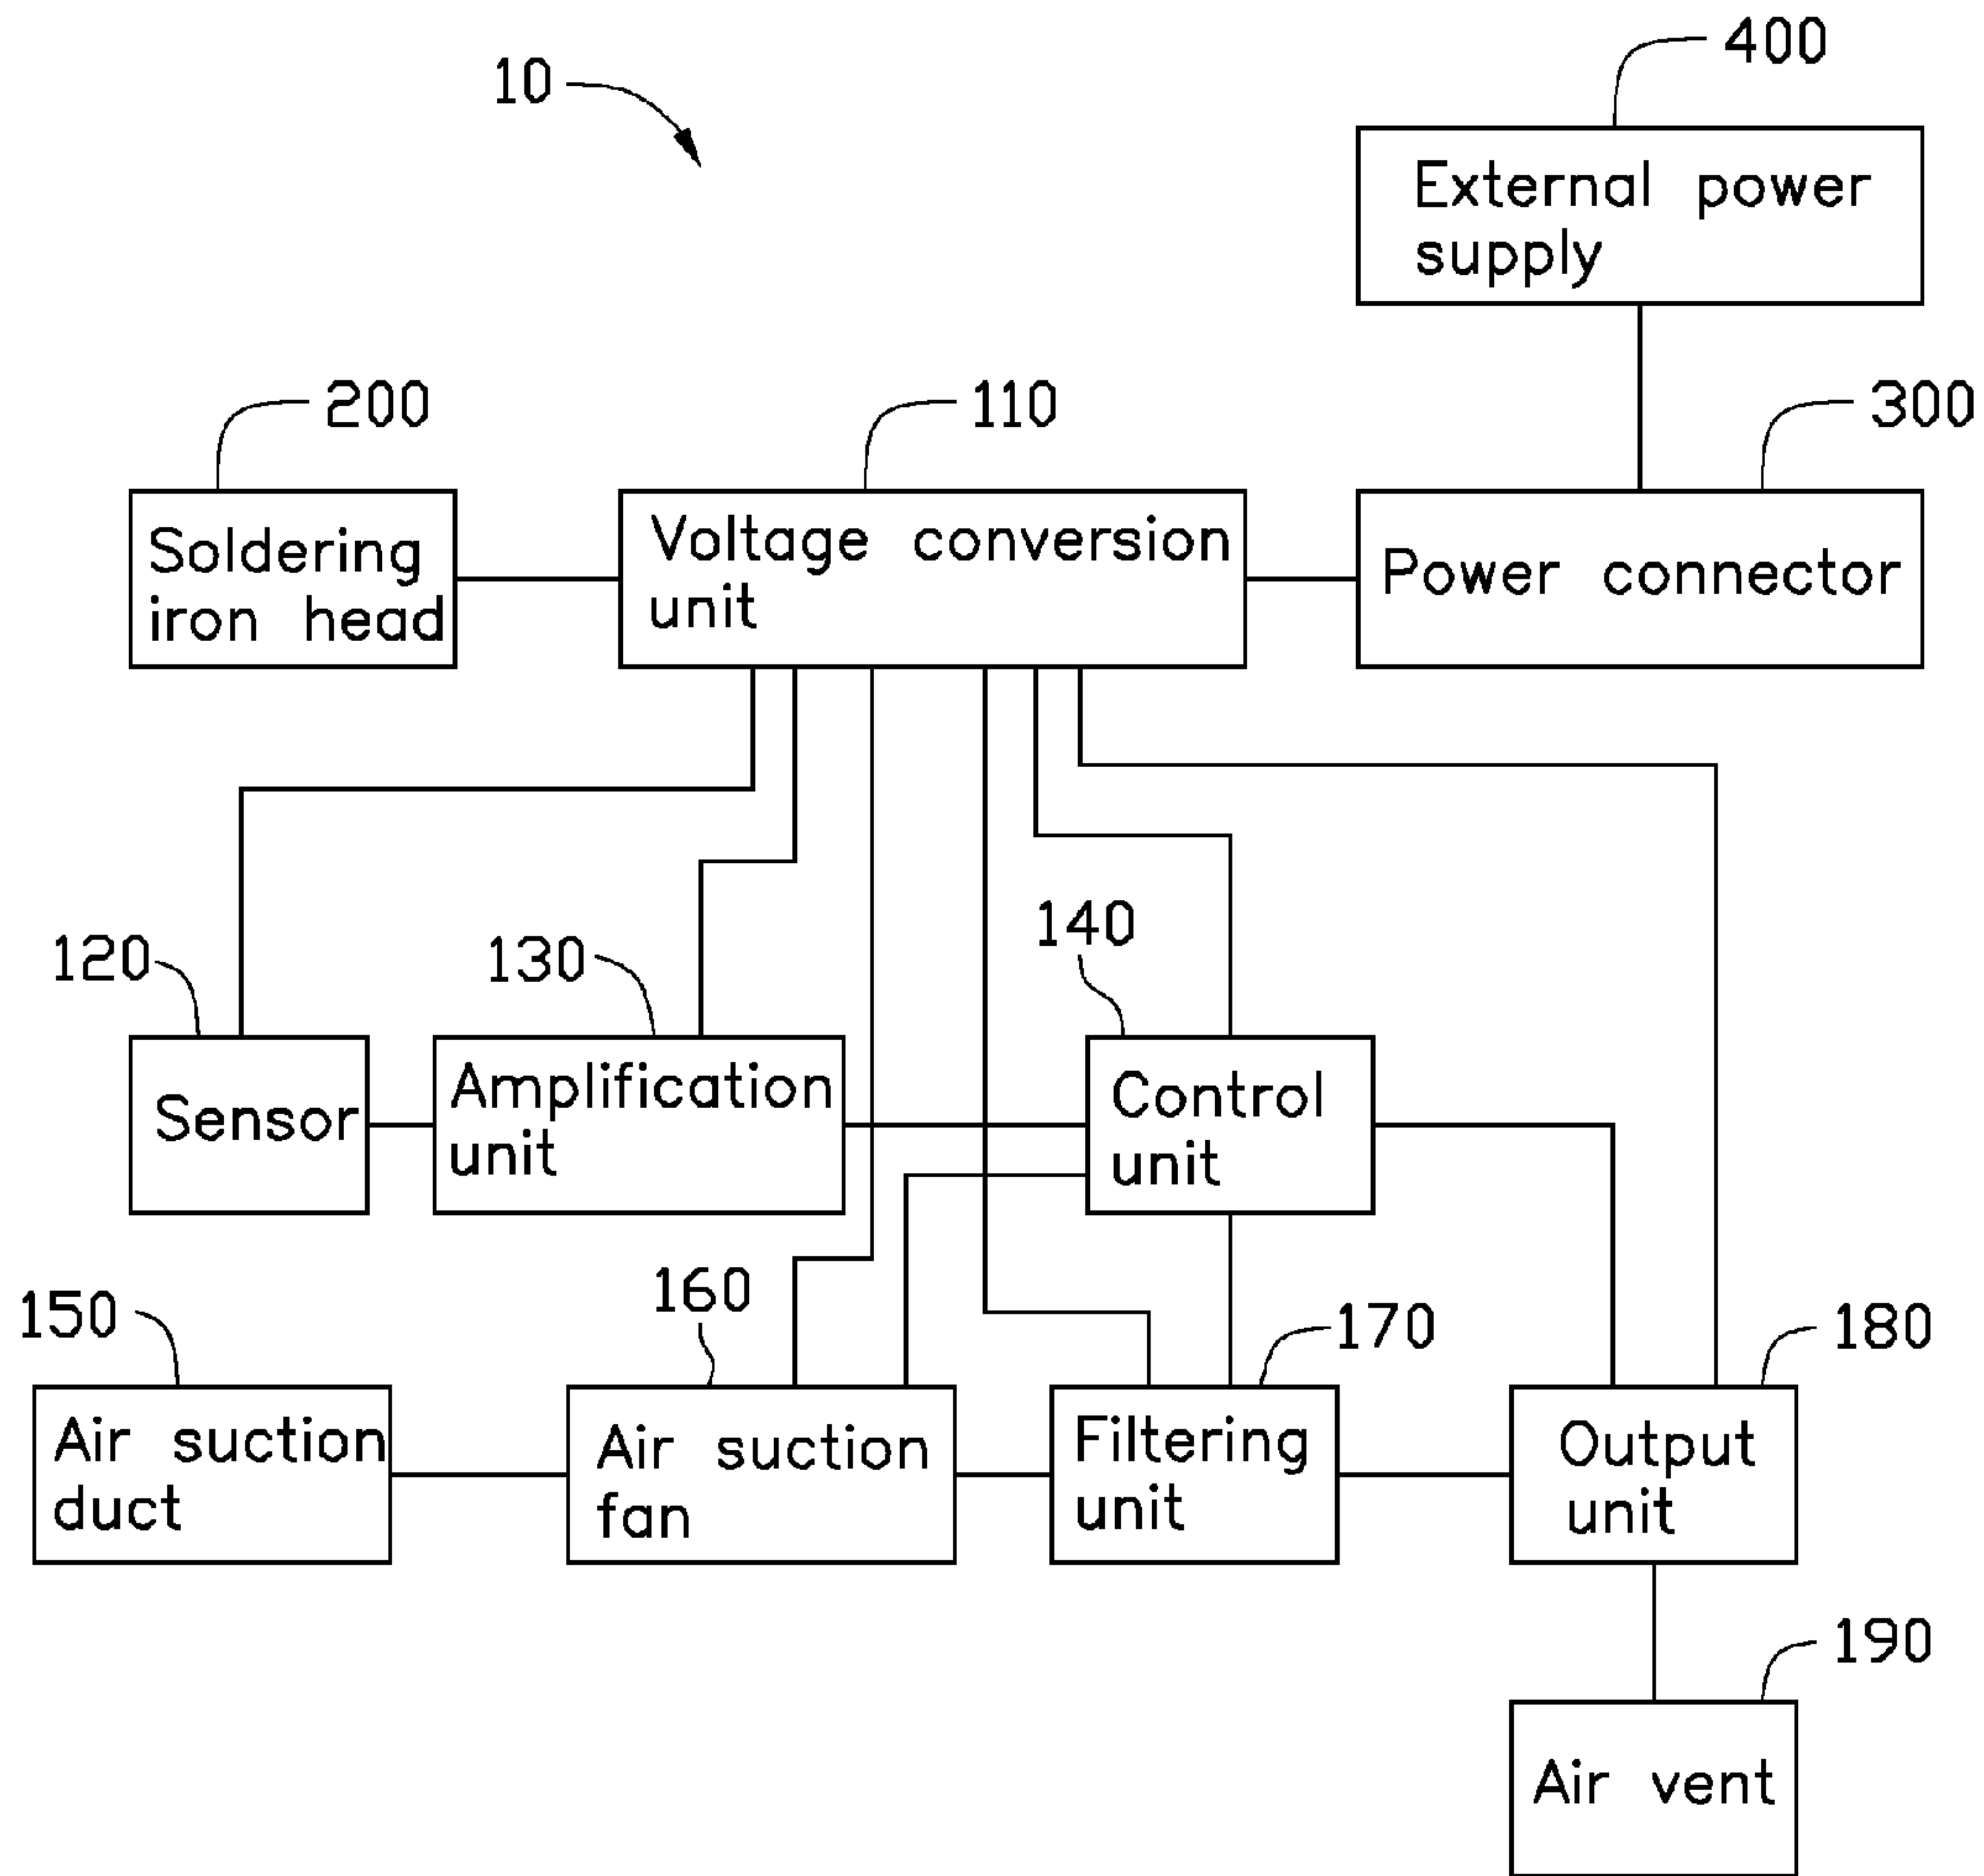 10
400
External power
supply
200
110
300
Soldering
iron head
Voltage conversion
unit
Power connector
120
130
140
Sensor
Amplification
unit
Control
unit
150
160
170
180
Air suction
duct
Air suction
fan
Filtering
unit
Output
unit
190
Air vent